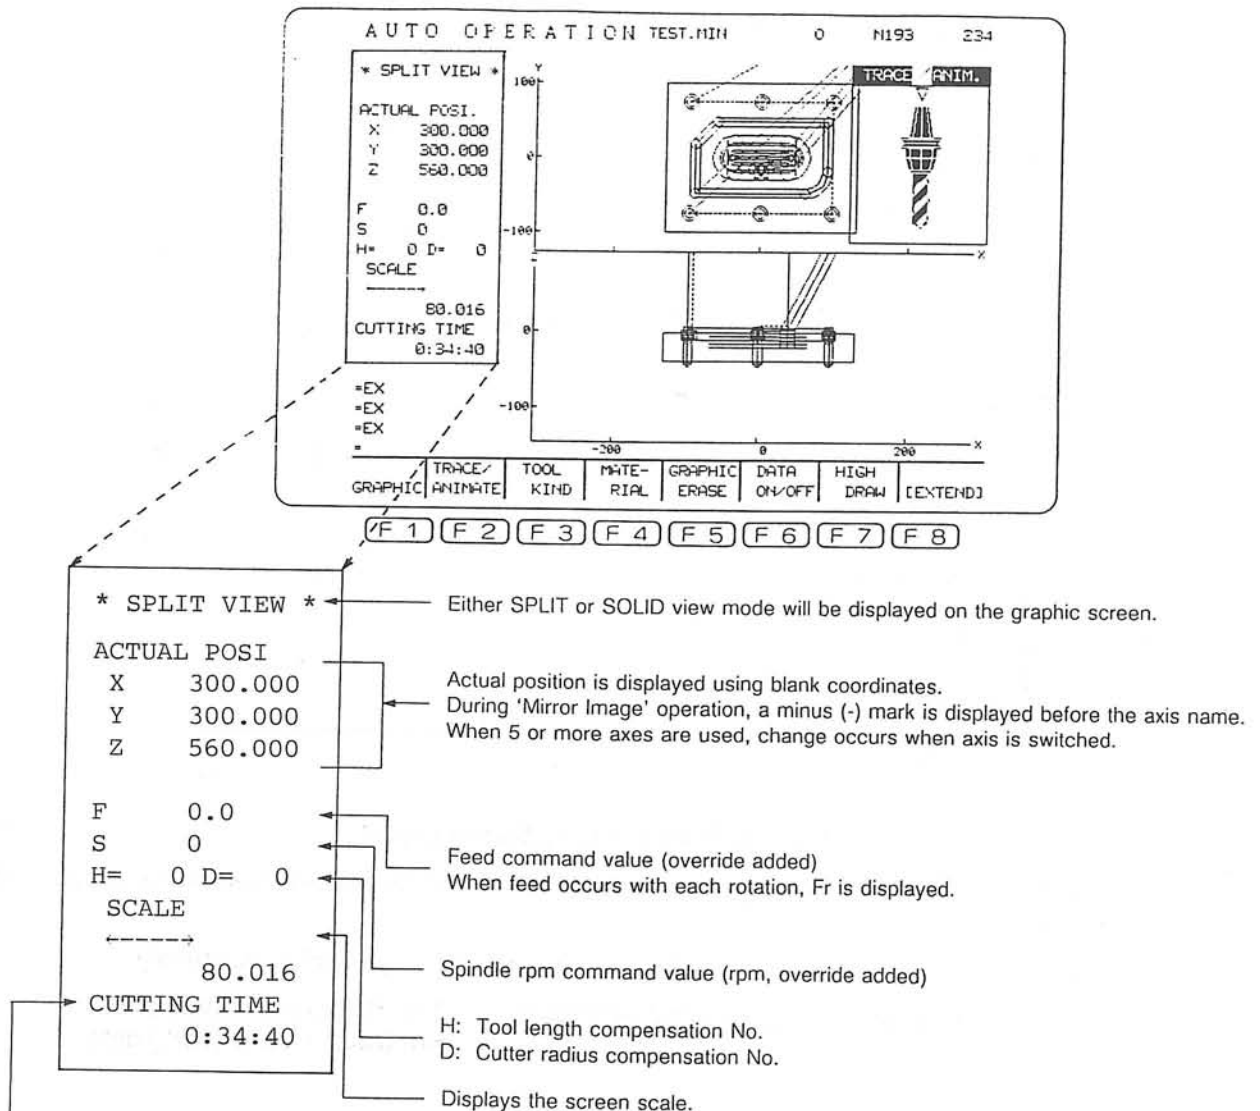 AUTO OPERATION TEST.MIN O N193 234
* SPLIT VIEW *
ACTUAL POSI.
X 300.000
Y 300.000
Z 560.000
F 0.0
S 0
H= 0 D= 0
SCALE
80.016
CUTTING TIME
0:34:40
Y
100
0
-100
X
TRACE ANIM.
0
-100
-200 0 200 X
=EX
=EX
=EX
=
GRAPHIC
TRACE/
ANIMATE
TOOL
KIND
MATE-
RIAL
GRAPHIC
ERASE
DATA
ON/OFF
HIGH
DRAW
[EXTEND]
F 1 F 2 F 3 F 4 F 5 F 6 F 7 F 8
* SPLIT VIEW *
ACTUAL POSI
X 300.000
Y 300.000
Z 560.000
F 0.0
S 0
H= 0 D= 0
SCALE
80.016
CUTTING TIME
0:34:40
Either SPLIT or SOLID view mode will be displayed on the graphic screen.
Actual position is displayed using blank coordinates.
During 'Mirror Image' operation, a minus (-) mark is displayed before the axis name.
When 5 or more axes are used, change occurs when axis is switched.
Feed command value (override added)
When feed occurs with each rotation, Fr is displayed.
Spindle rpm command value (rpm, override added)
H: Tool length compensation No.
D: Cutter radius compensation No.
Displays the screen scale.